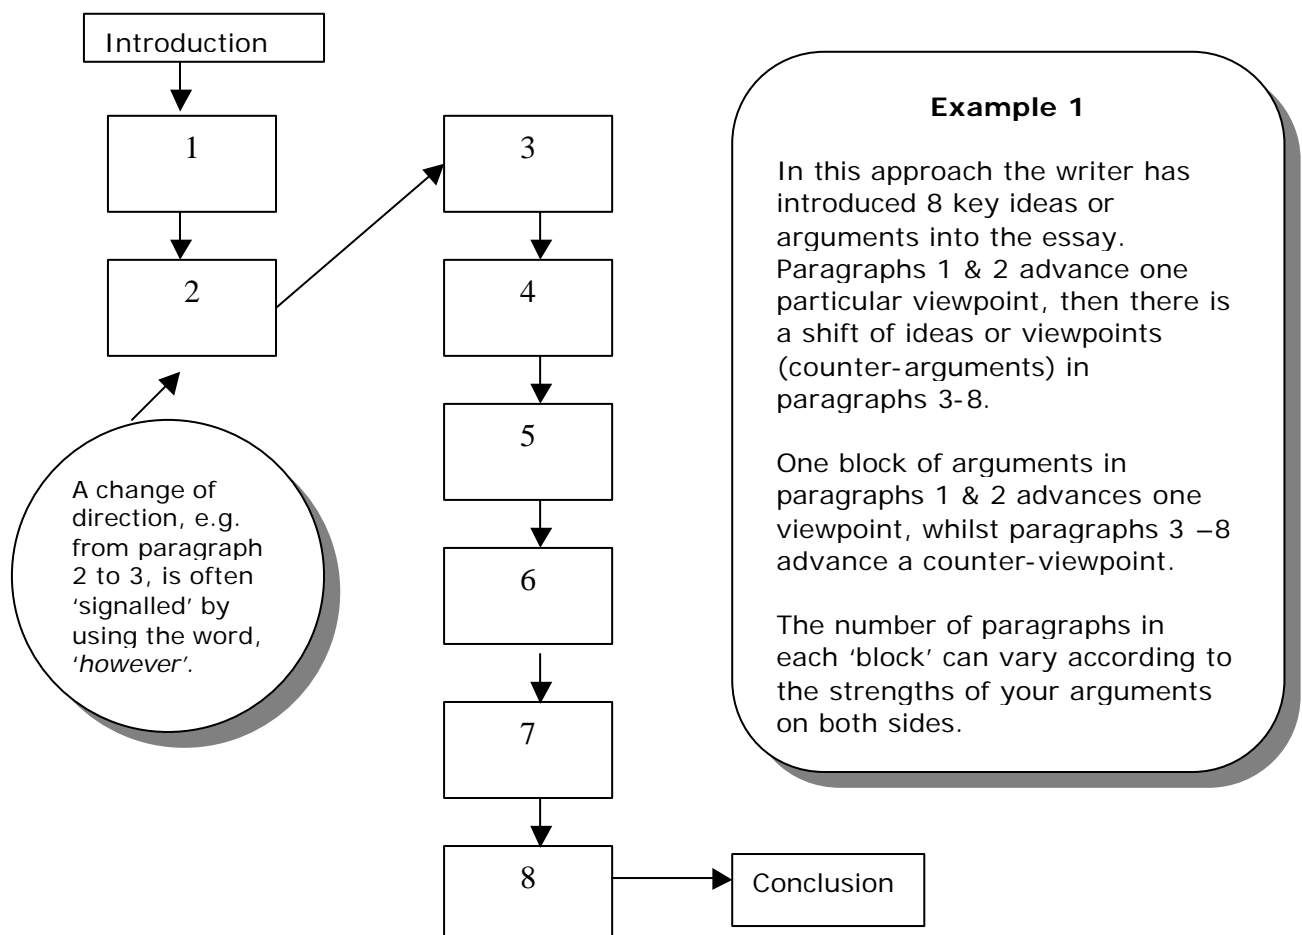 Introduction
1
2
A change of
direction, e.g.
from paragraph
2 to 3, is often
‘signalled’ by
using the word,
‘however’.
3
4
5
6
7
8
Conclusion
Example 1
In this approach the writer has
introduced 8 key ideas or
arguments into the essay.
Paragraphs 1 & 2 advance one
particular viewpoint, then there is
a shift of ideas or viewpoints
(counter-arguments) in
paragraphs 3-8.
One block of arguments in
paragraphs 1 & 2 advances one
viewpoint, whilst paragraphs 3 –8
advance a counter-viewpoint.
The number of paragraphs in
each ‘block’ can vary according to
the strengths of your arguments
on both sides.